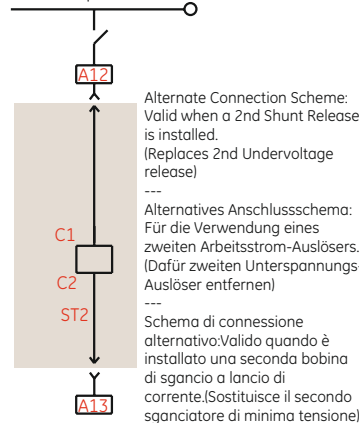 A12
Alternate Connection Scheme:
Valid when a 2nd Shunt Release
is installed.
(Replaces 2nd Undervoltage
release)
---
Alternatives Anschlussschema:
Für die Verwendung eines
zweiten Arbeitsstrom-Auslösers.
(Dafür zweiten Unterspannungs-
Auslöser entfernen)
---
Schema di connessione
alternativo:Valido quando è
installato una seconda bobina
di sgancio a lancio di
corrente.(Sostituisce il secondo
sganciatore di minima tensione)
C1
C2
ST2
A13